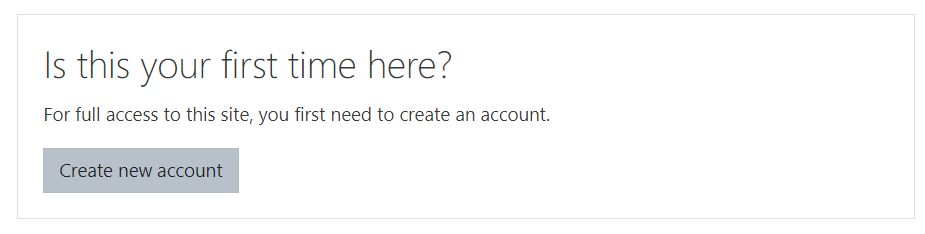 Is this your first time here?
For full access to this site, you first need to create an account.
Create new account